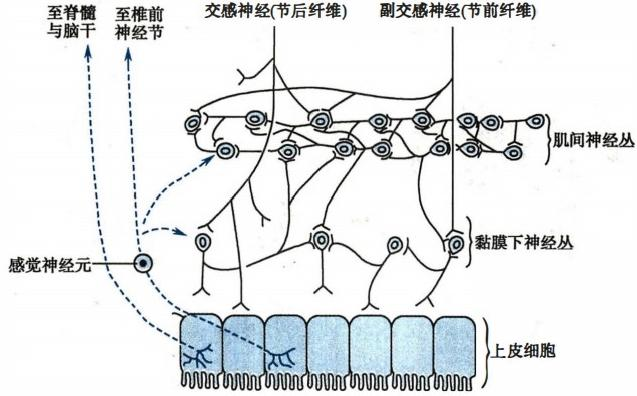 至脊髓
与脑干
至椎前
神经节
交感神经(节后纤维)
副交感神经(节前纤维)
肌间神经丛
黏膜下神经丛
感觉神经元
上皮细胞